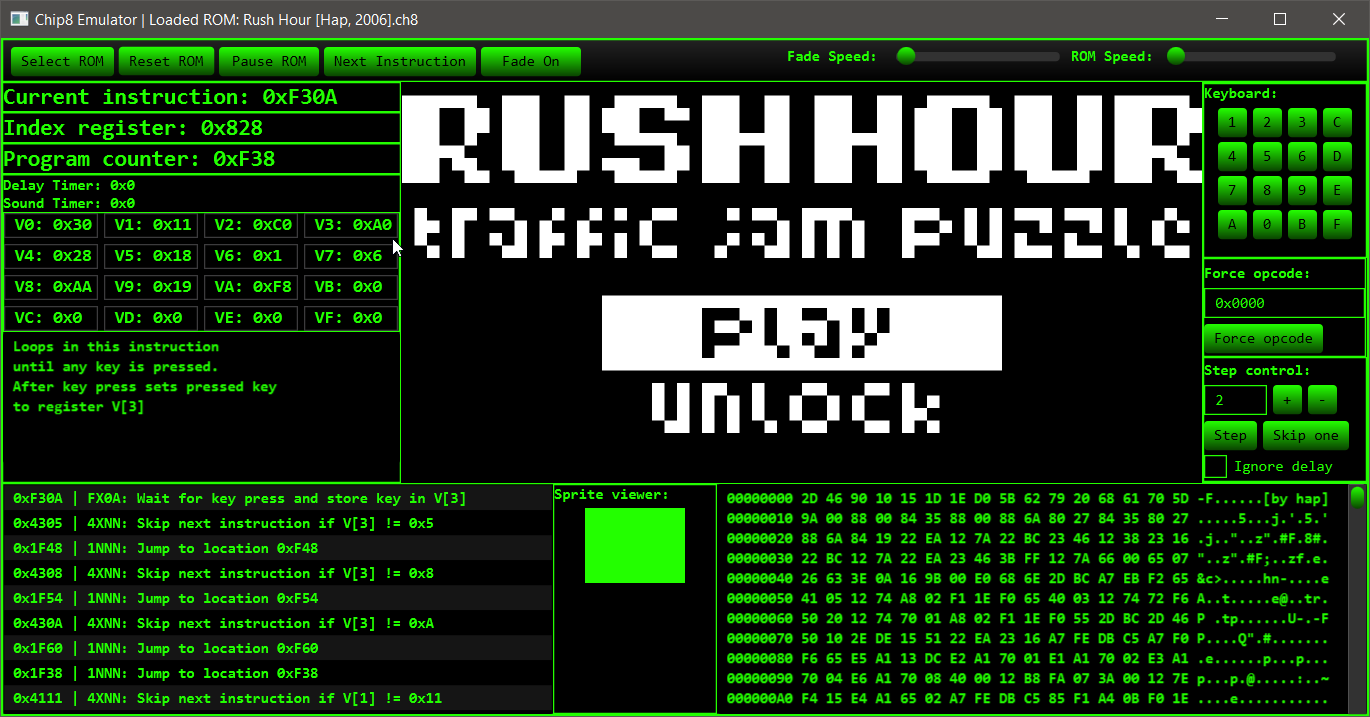 Chip8 Emulator | Loaded ROM: Rush Hour [Hap, 2006].ch8
Select ROM Reset ROM Pause ROM Next Instruction Fade On Fade Speed: ROM Speed:
Current instruction: 0xF30A
Index register: 0x828
Program counter: 0xF38
Delay Timer: 0x0
Sound Timer: 0x0
V0: 0x30 V1: 0x11 V2: 0xC0 V3: 0xA0
V4: 0x28 V5: 0x18 V6: 0x1 V7: 0x6
V8: 0xAA V9: 0x19 VA: 0xF8 VB: 0x0
VC: 0x0 VD: 0x0 VE: 0x0 VF: 0x0
Loops in this instruction
until any key is pressed.
After key press sets pressed key
to register V[3]
RUSH HOUR
traffic jam puzzle
play
unlock
Keyboard:
1 2 3 C
4 5 6 D
7 8 9 E
A 0 B F
Force opcode:
0x0000
Force opcode
Step control:
2 + -
Step Skip one
Ignore delay
0xF30A | FX0A: Wait for key press and store key in V[3]
0x4305 | 4XNN: Skip next instruction if V[3] != 0x5
0x1F48 | 1NNN: Jump to location 0xF48
0x4308 | 4XNN: Skip next instruction if V[3] != 0x8
0x1F54 | 1NNN: Jump to location 0xF54
0x430A | 4XNN: Skip next instruction if V[3] != 0xA
0x1F60 | 1NNN: Jump to location 0xF60
0x1F38 | 1NNN: Jump to location 0xF38
0x4111 | 4XNN: Skip next instruction if V[1] != 0x11
Sprite viewer:
00000000 2D 46 90 10 15 1D 1E D0 5B 62 79 20 68 61 70 5D -F......[by hap]
00000010 9A 00 88 00 84 35 88 00 88 6A 80 27 84 35 80 27 .....5...j.'.5.'
00000020 88 6A 84 19 22 EA 12 7A 22 BC 23 46 12 38 23 16 .j.."..z".#F.8#.
00000030 22 BC 12 7A 22 EA 23 46 3B FF 12 7A 66 00 65 07 "..z".#F;..zf.e.
00000040 26 63 3E 0A 16 9B 00 E0 68 6E 2D BC A7 EB F2 65 &c>.....hn-....e
00000050 41 05 12 74 A8 02 F1 1E F0 65 40 03 12 74 72 F6 A..t.....e@..tr.
00000060 50 20 12 74 70 01 A8 02 F1 1E F0 55 2D BC 2D 46 P .tp......U-.-F
00000070 50 10 2E DE 15 51 22 EA 23 16 A7 FE DB C5 A7 F0 P....Q".#.......
00000080 F6 65 E5 A1 13 DC E2 A1 70 01 E1 A1 70 02 E3 A1 .e......p...p...
00000090 70 04 E6 A1 70 08 40 00 12 B8 FA 07 3A 00 12 7E p...p.@.....:..~
000000A0 F4 15 E4 A1 65 02 A7 FE DB C5 85 F1 A4 0B F0 1E ....e...........